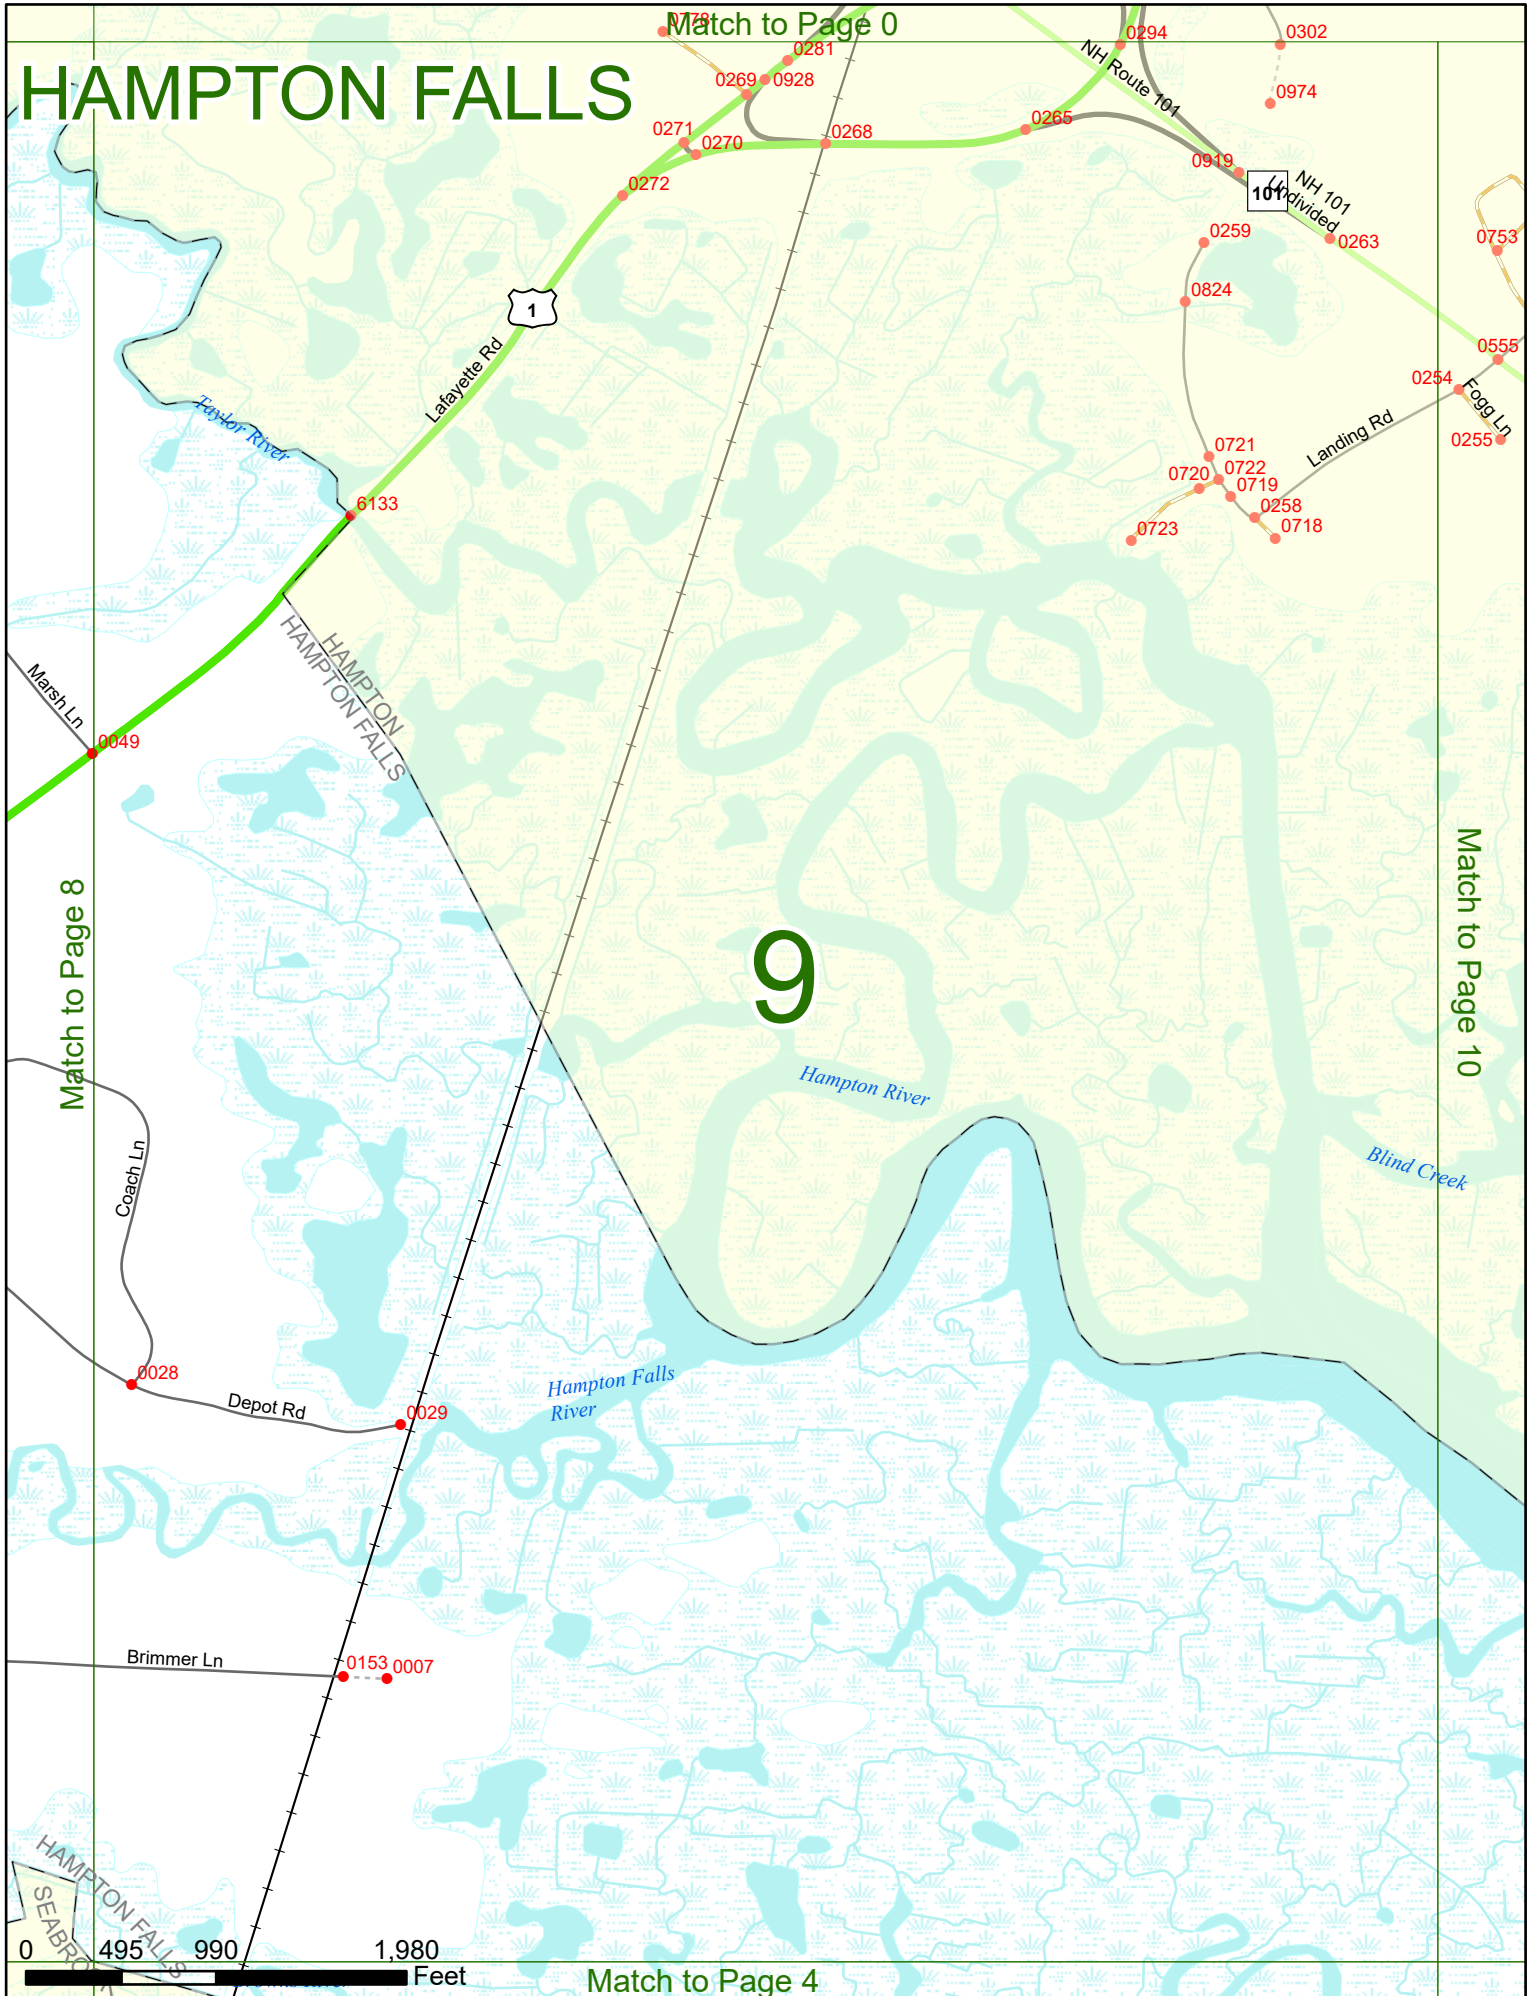 Match to Page 0
0778
0294
0302
0281
HAMPTON FALLS
NH Route 101
0269
0928
0974
0271
0268
0265
0270
0919
0272
101
NH 101
Undivided
0259
0263
0753
0824
1
Lafayette Rd
0555
0254
Fogg Ln
Taylor River
Landing Rd
0255
0721
0722
0720
0719
6133
0258
0723
0718
HAMPTON
HAMPTON FALLS
Marsh Ln
0049
Match to Page 8
Match to Page 10
9
Hampton River
Coach Ln
Blind Creek
0028
Hampton Falls
River
Depot Rd
0029
Brimmer Ln
0153
0007
HAMPTON FALLS
SEABROOK
0
495
990
1,980
Feet
Match to Page 4